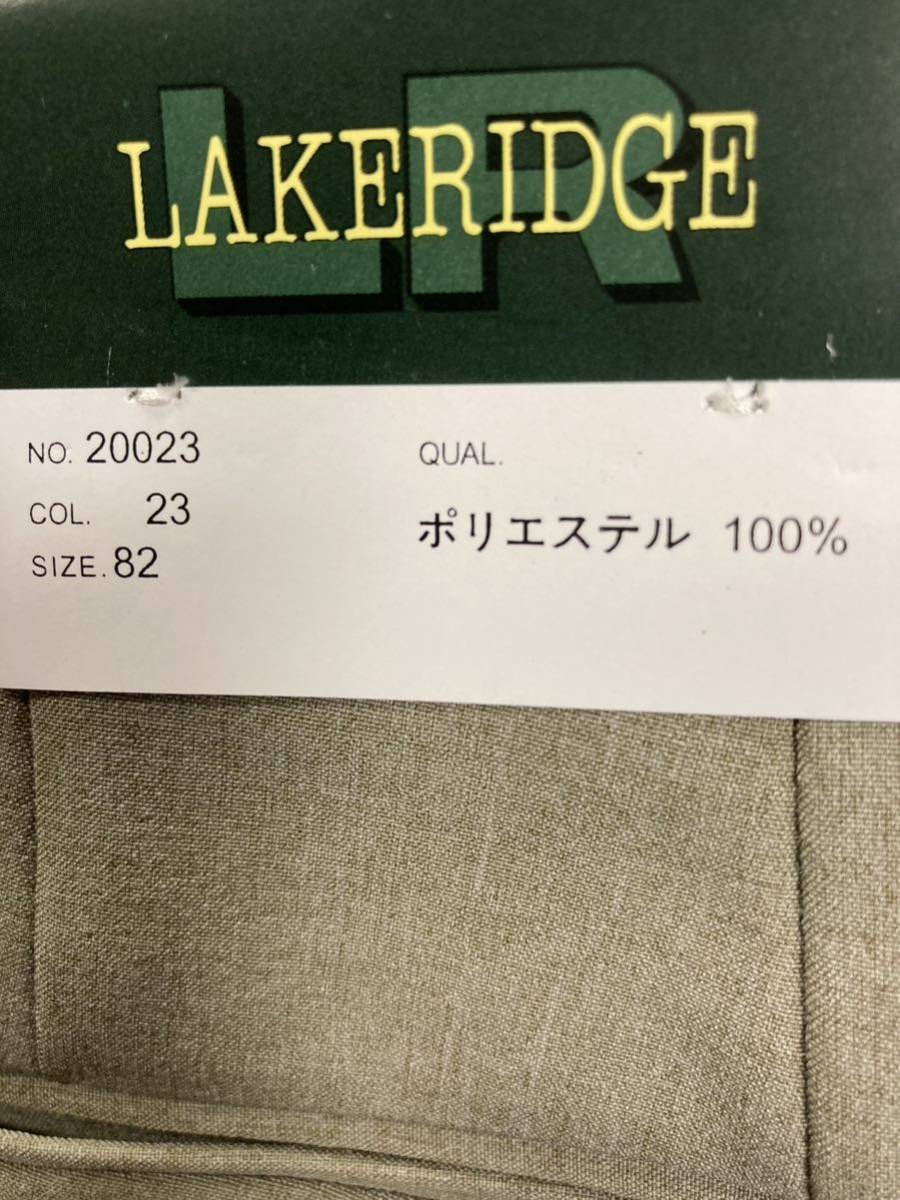 LR
LAKERIDGE
NO. 20023
COL. 23
SIZE. 82
QUAL.
ポリエステル 100%